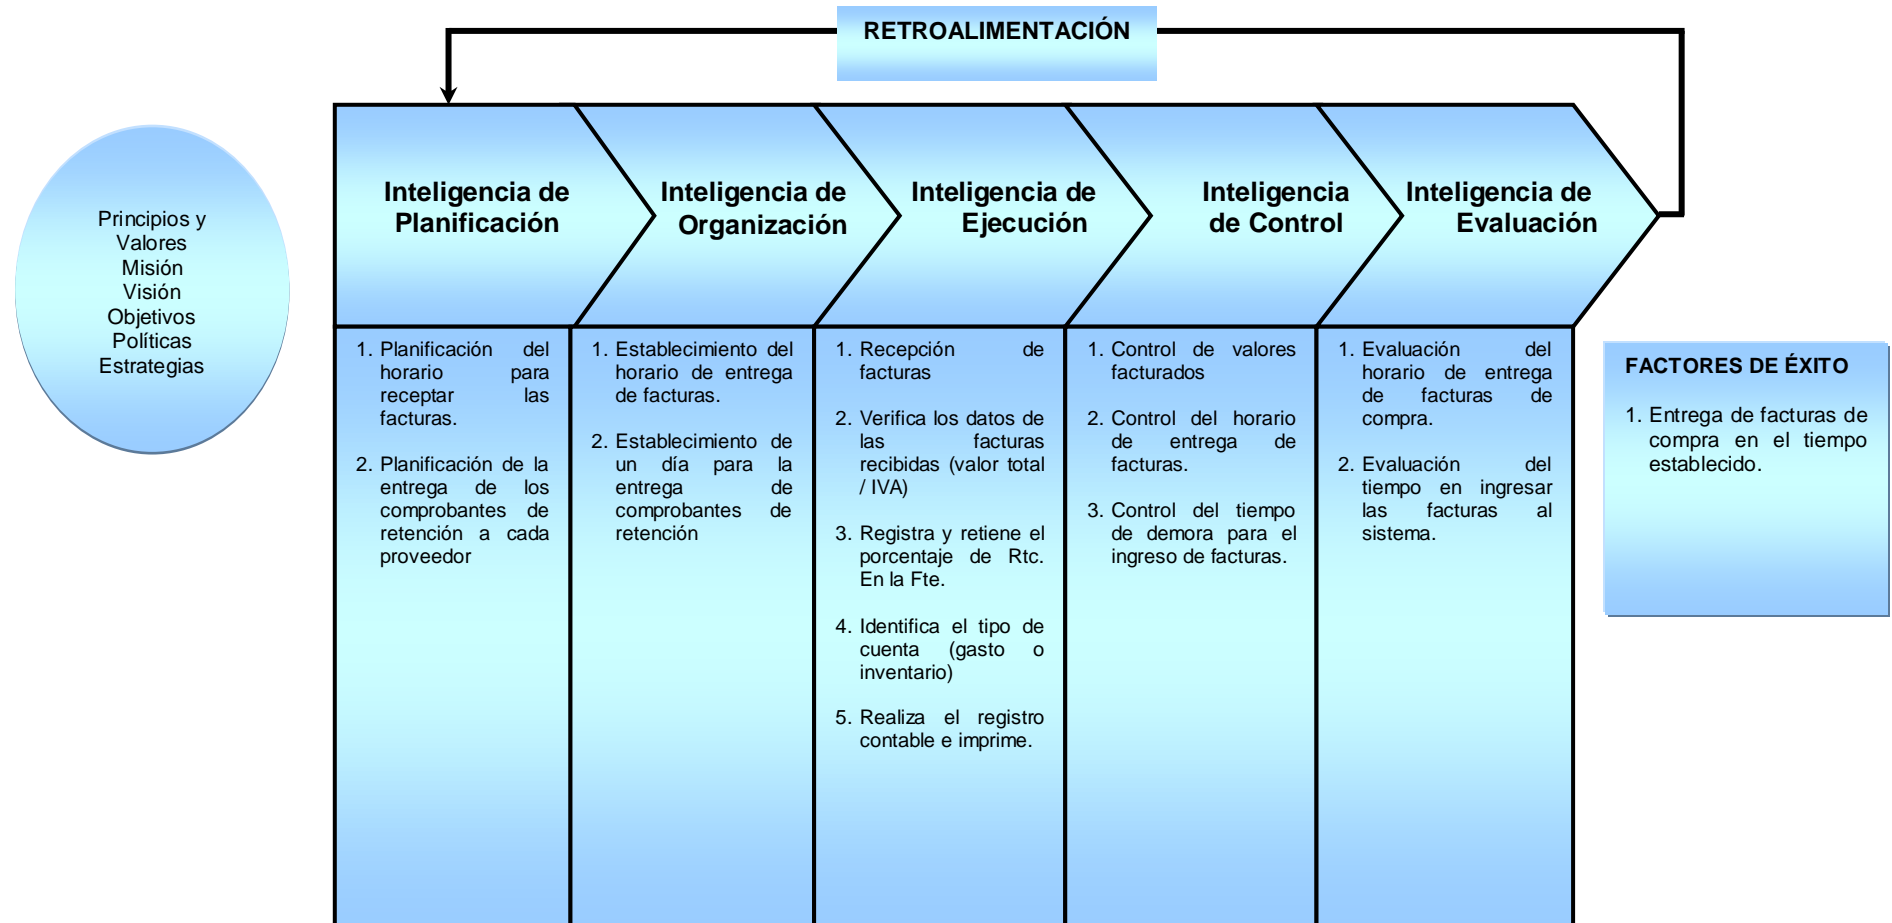 RETROALIMENTACIÓN
Principios y
Valores
Misión
Visión
Objetivos
Políticas
Estrategias
Inteligencia de
Planificación
Inteligencia de
Organización
Inteligencia de
Ejecución
Inteligencia
de Control
Inteligencia de
Evaluación
1. Planificación del
horario para
receptar las
facturas.
2. Planificación de la
entrega de los
comprobantes de
retención a cada
proveedor
1. Establecimiento del
horario de entrega
de facturas.
2. Establecimiento de
un día para la
entrega de
comprobantes de
retención
1. Recepción de
facturas
2. Verifica los datos de
las facturas
recibidas (valor total
/ IVA)
3. Registra y retiene el
porcentaje de Rtc.
En la Fte.
4. Identifica el tipo de
cuenta (gasto o
inventario)
5. Realiza el registro
contable e imprime.
1. Control de valores
facturados
2. Control del horario
de entrega de
facturas.
3. Control del tiempo
de demora para el
ingreso de facturas.
1. Evaluación del
horario de entrega
de facturas de
compra.
2. Evaluación del
tiempo en ingresar
las facturas al
sistema.
FACTORES DE ÉXITO
1. Entrega de facturas de
compra en el tiempo
establecido.